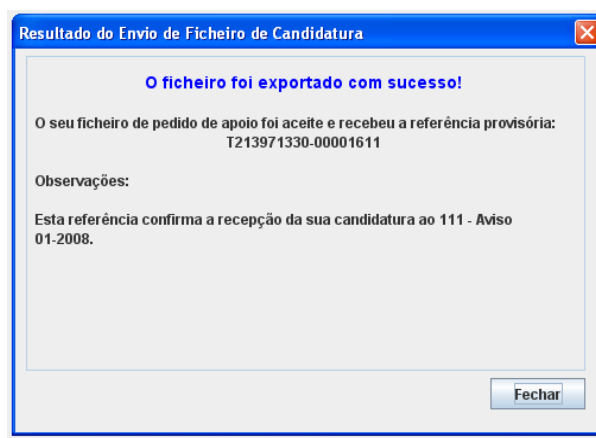 Resultado do Envio de Ficheiro de Candidatura
O ficheiro foi exportado com sucesso!
O seu ficheiro de pedido de apoio foi aceite e recebeu a referência provisória:
T213971330-00001611
Observações:
Esta referência confirma a recepção da sua candidatura ao 111 - Aviso
01-2008.
Fechar